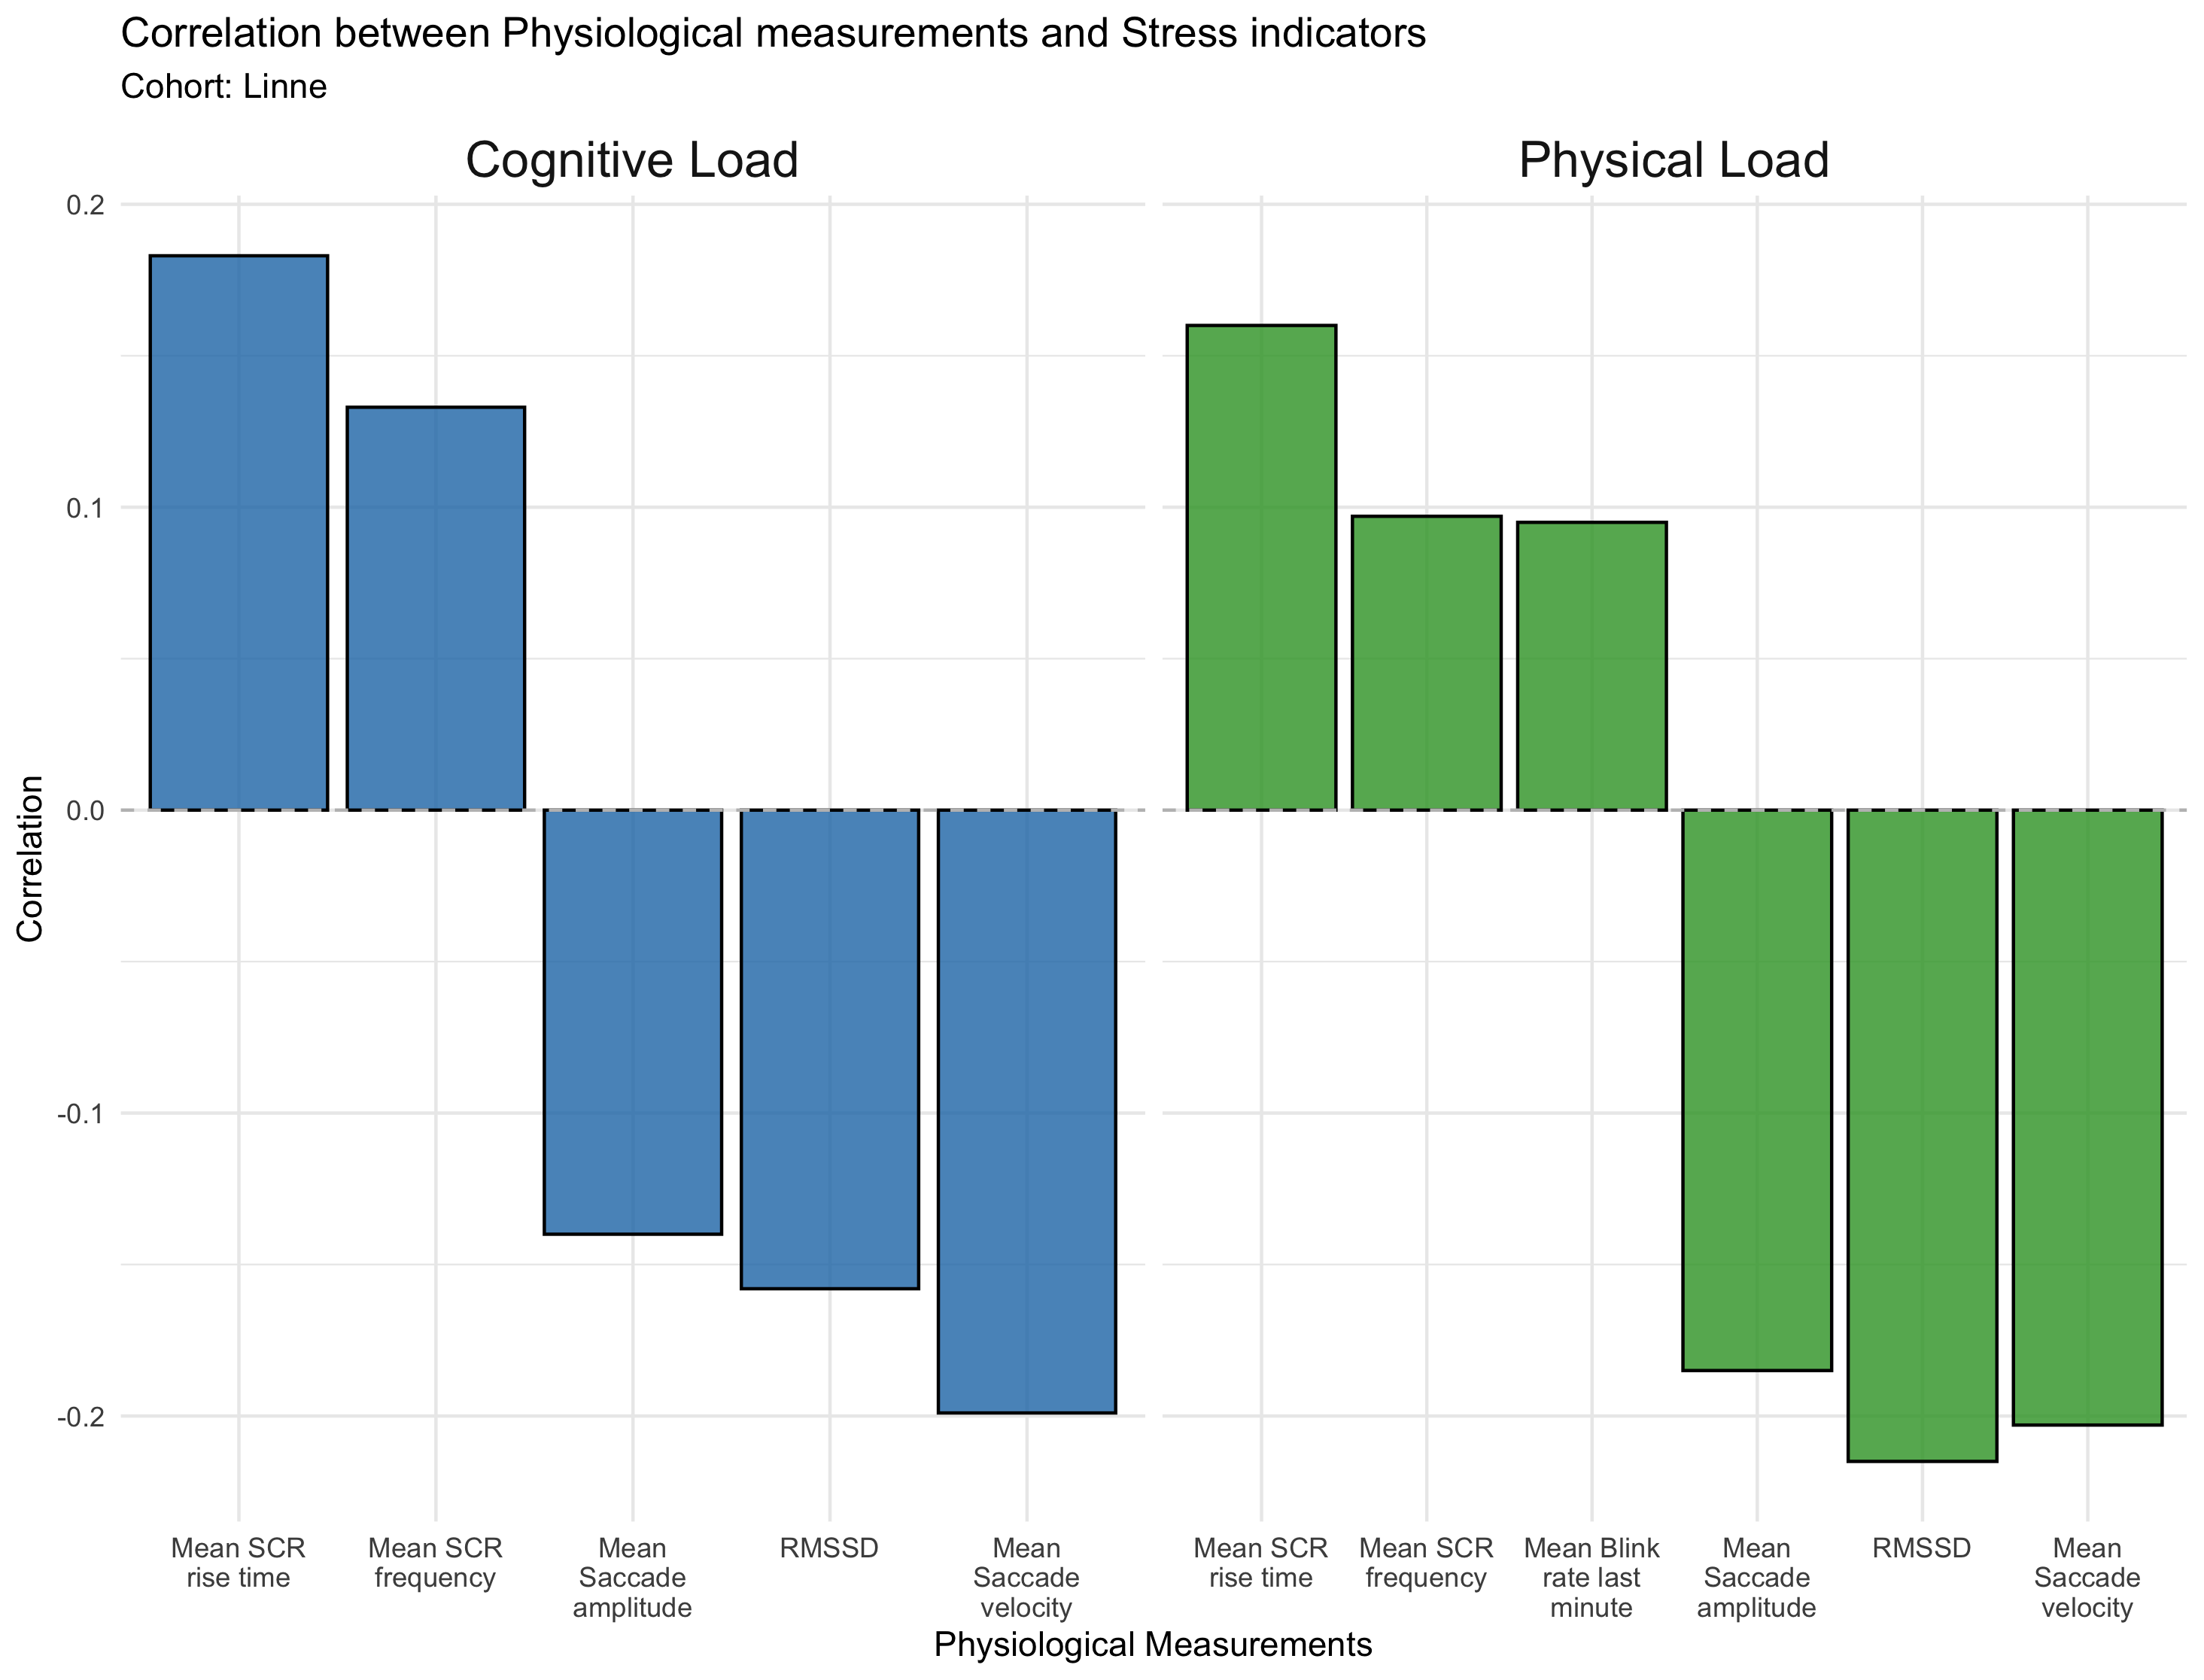 Correlation between Physiological measurements and Stress indicators
Cohort: Linne
Cognitive Load
Physical Load
Correlation
0.2
0.1
0.0
-0.1
-0.2
Mean SCR
rise time
Mean SCR
frequency
Mean
Saccade
amplitude
RMSSD
Mean
Saccade
velocity
Mean SCR
rise time
Mean SCR
frequency
Mean Blink
rate last
minute
Mean
Saccade
amplitude
RMSSD
Mean
Saccade
velocity
Physiological Measurements